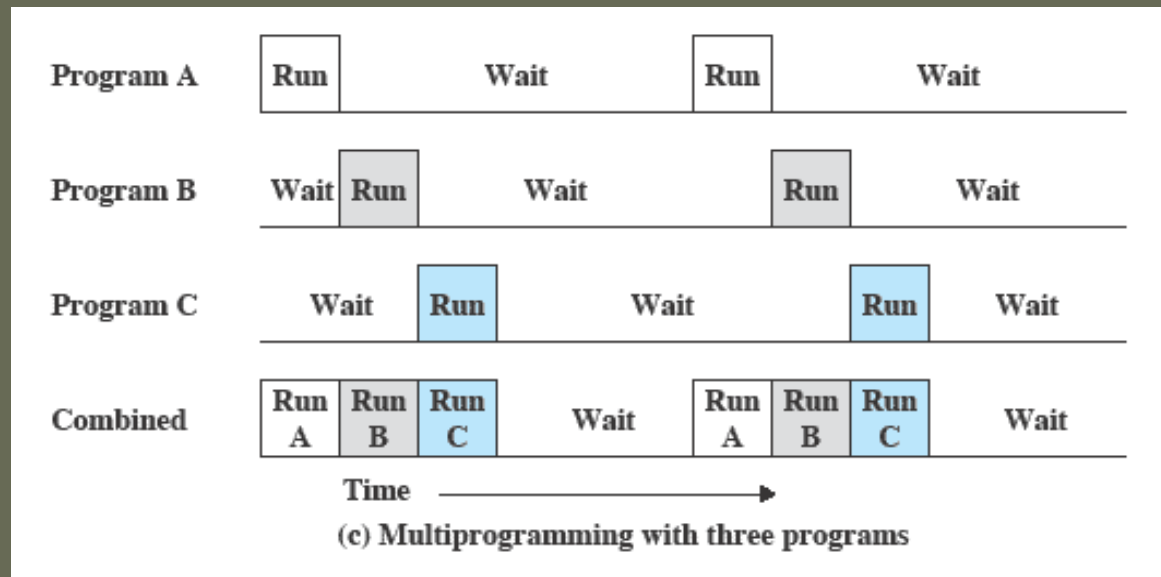 Program A Run Wait Run Wait
Program B Wait Run Wait Run Wait
Program C Wait Run Wait Run Wait
Combined Run A Run B Run C Wait Run A Run B Run C Wait
Time
(c) Multiprogramming with three programs